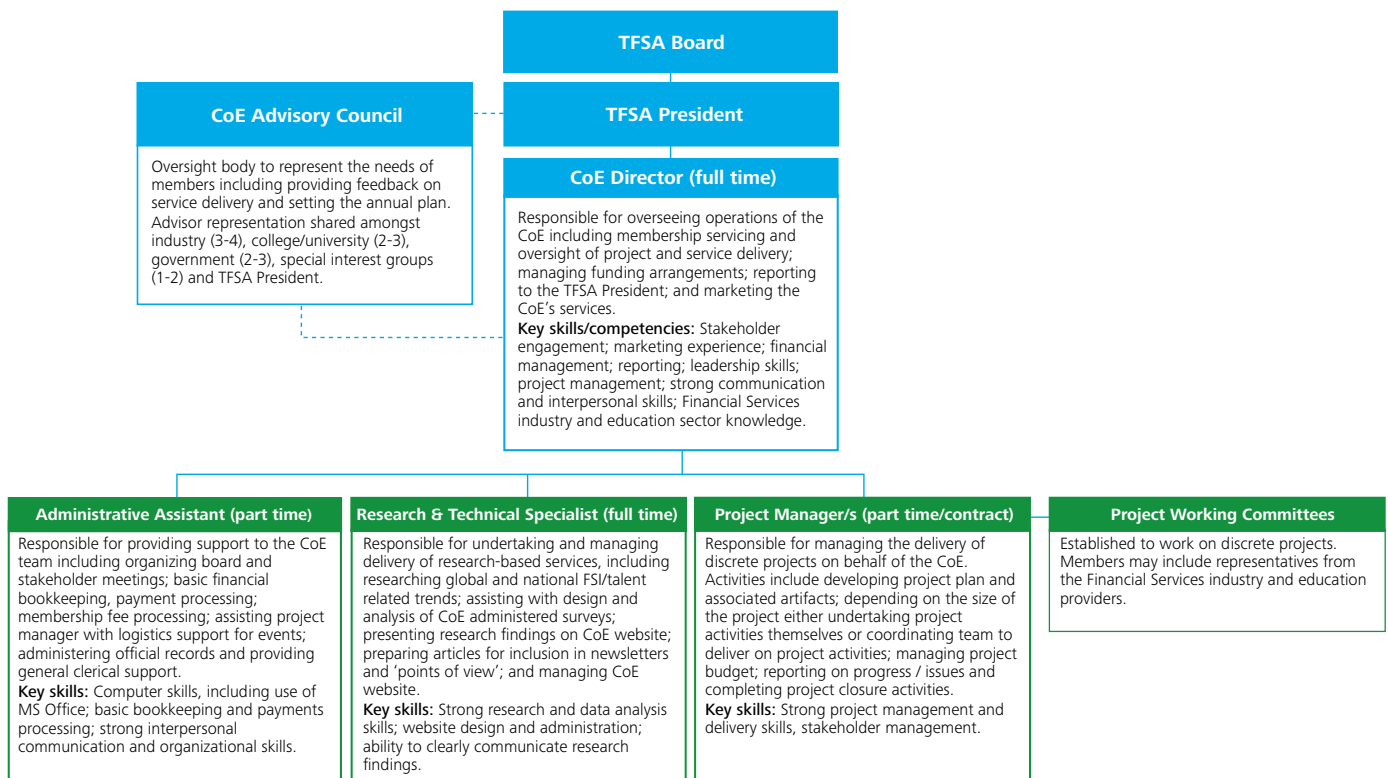 TFSA Board
CoE Advisory Council
TFSA President
Oversight body to represent the needs of
members including providing feedback on
service delivery and setting the annual plan.
Advisor representation shared amongst
industry (3-4), college/university (2-3),
government (2-3), special interest groups
(1-2) and TFSA President.
CoE Director (full time)
Responsible for overseeing operations of the
CoE including membership servicing and
oversight of project and service delivery;
managing funding arrangements; reporting
to the TFSA President; and marketing the
CoE's services.
Key skills/competencies: Stakeholder
engagement; marketing experience; financial
management; reporting; leadership skills;
project management; strong communication
and interpersonal skills; Financial Services
industry and education sector knowledge.
Administrative Assistant (part time)
Responsible for providing support to the CoE
team including organizing board and
stakeholder meetings; basic financial
bookkeeping, payment processing;
membership fee processing; assisting project
manager with logistics support for events;
administering official records and providing
general clerical support.
Key skills: Computer skills, including use of
MS Office; basic bookkeeping and payments
processing; strong interpersonal
communication and organizational skills.
Research & Technical Specialist (full time)
Responsible for undertaking and managing
delivery of research-based services, including
researching global and national FSI/talent
related trends; assisting with design and
analysis of CoE administered surveys;
presenting research findings on CoE website;
preparing articles for inclusion in newsletters
and 'points of view'; and managing CoE
website.
Key skills: Strong research and data analysis
skills; website design and administration;
ability to clearly communicate research
findings.
Project Manager/s (part time/contract)
Responsible for managing the delivery of
discrete projects on behalf of the CoE.
Activities include developing project plan and
associated artifacts; depending on the size of
the project either undertaking project
activities themselves or coordinating team to
deliver on project activities; managing project
budget; reporting on progress / issues and
completing project closure activities.
Key skills: Strong project management and
delivery skills, stakeholder management.
Project Working Committees
Established to work on discrete projects.
Members may include representatives from
the Financial Services industry and education
providers.